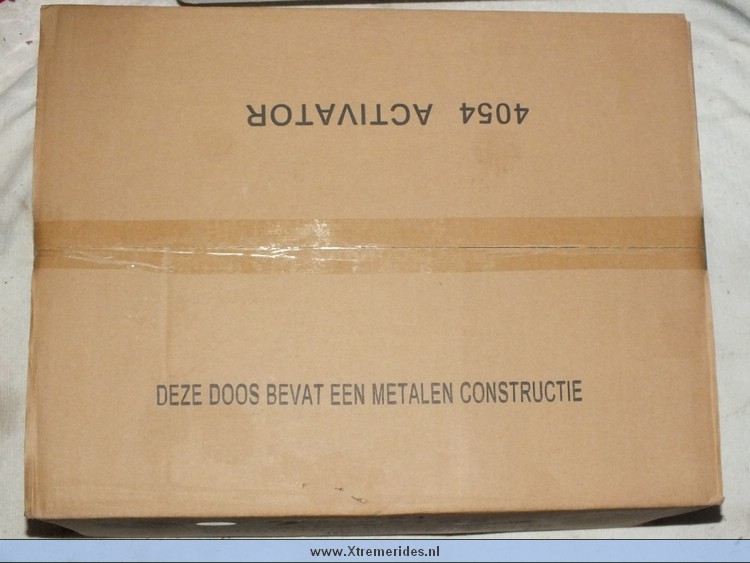 4054 ACTIVATOR
DEZE DOOS BEVAT EEN METALEN CONSTRUCTIE
www.Xtremerides.nl